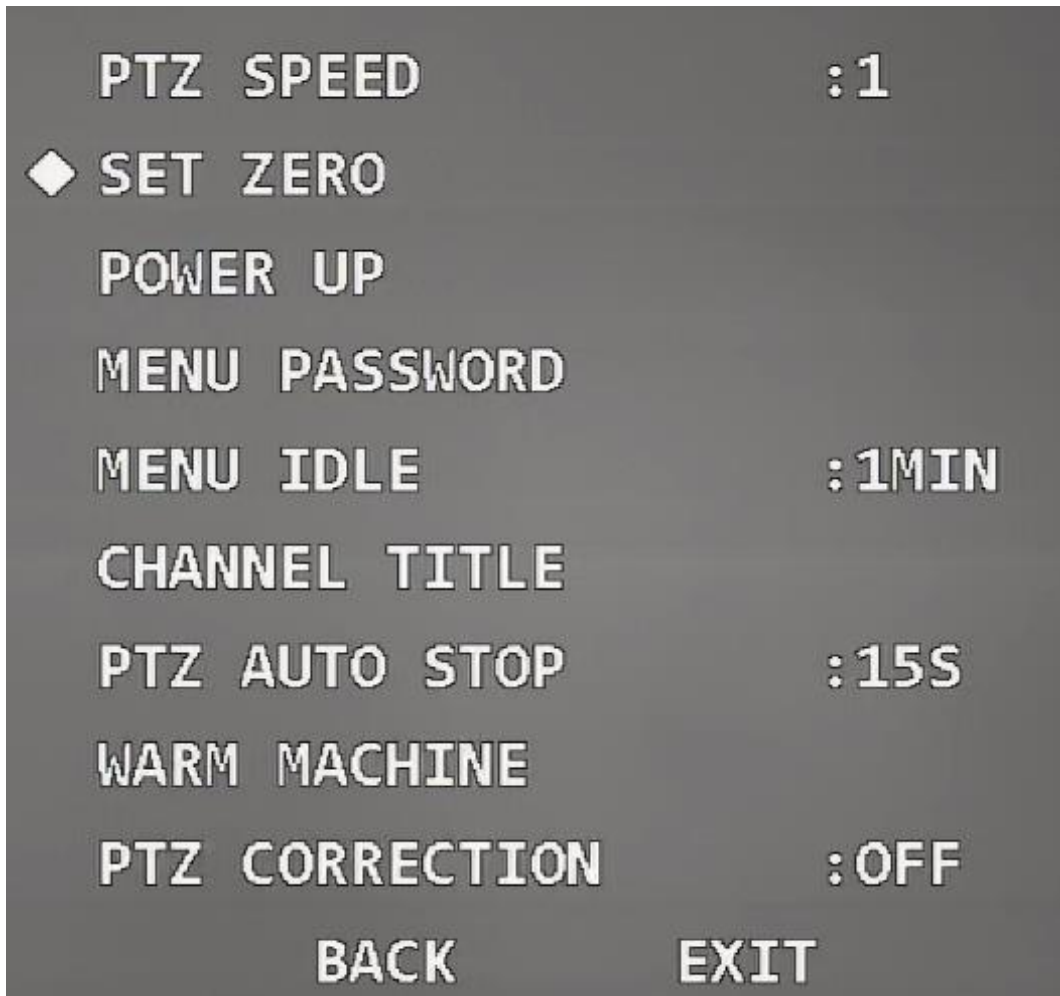 PTZ SPEED :1
SET ZERO
POWER UP
MENU PASSWORD
MENU IDLE :1MIN
CHANNEL TITLE
PTZ AUTO STOP :15S
WARM MACHINE
PTZ CORRECTION :OFF
BACK EXIT